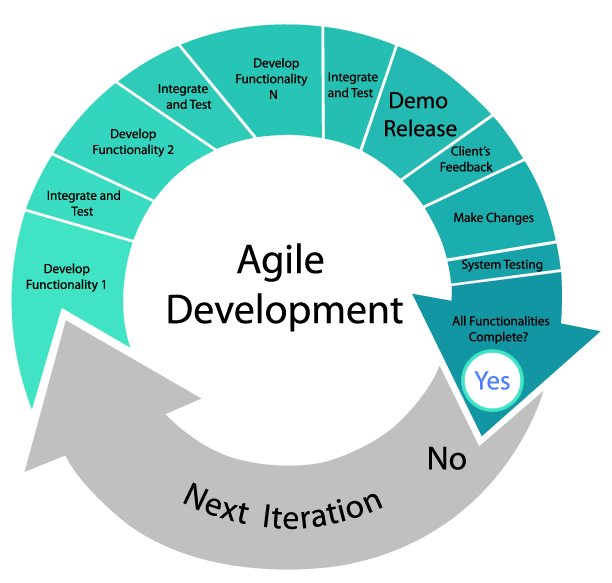 Develop
Functionality 1
Integrate and
Test
Develop
Functionality 2
Integrate
and Test
Develop
Functionality
N
Integrate
and Test
Demo
Release
Client's
Feedback
Make Changes
System Testing
All Functionalities
Complete?
Yes
No
Next Iteration
Agile
Development